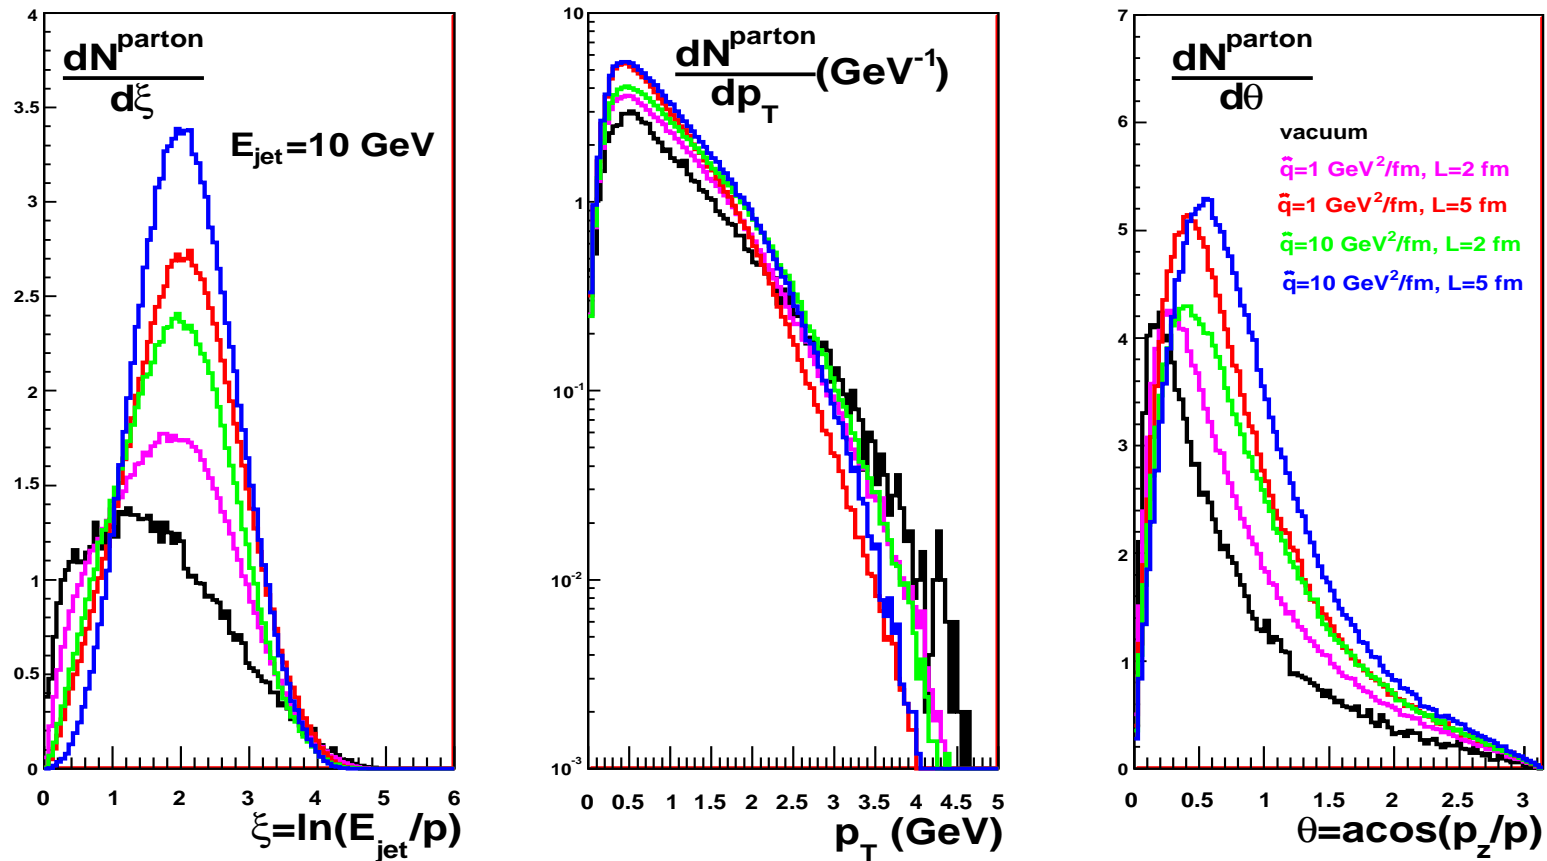 4
3.5
3
2.5
2
1.5
1
0.5
0
dN^parton
dξ
E_jet=10 GeV
0 1 2 3 4 5 6
ξ=ln(E_jet/p)
10
1
10^-1
10^-2
10^-3
dN^parton
dp_T
(GeV^-1)
0 0.5 1 1.5 2 2.5 3 3.5 4 4.5 5
p_T (GeV)
7
6
5
4
3
2
1
0
dN^parton
dθ
vacuum
q̂=1 GeV²/fm, L=2 fm
q̂=1 GeV²/fm, L=5 fm
q̂=10 GeV²/fm, L=2 fm
q̂=10 GeV²/fm, L=5 fm
0 0.5 1 1.5 2 2.5 3
θ=acos(p_z/p)